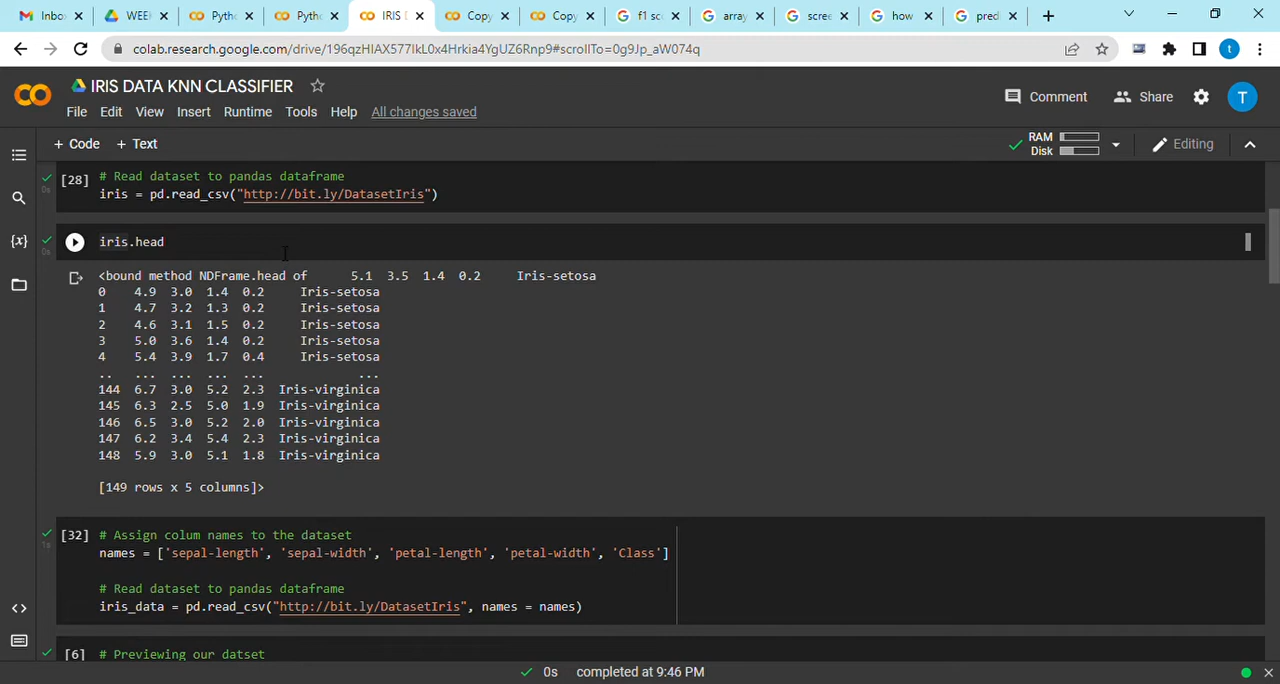 Inbo
WEE
Pytho
Pytho
IRIS D
Copy
Copy
f1 sc
array
scree
how
pred
colab.research.google.com/drive/196qzHIAX577IkL0x4Hrkia4YgUZ6Rnp9#scrollTo=0g9Jp_aW074q
t
IRIS DATA KNN CLASSIFIER
File Edit View Insert Runtime Tools Help All changes saved
Comment
Share
T
+ Code + Text
RAM
Disk
Editing
[28] # Read dataset to pandas dataframe
0s
iris = pd.read_csv("http://bit.ly/DatasetIris")
iris.head
0s
<bound method NDFrame.head of 5.1 3.5 1.4 0.2 Iris-setosa
0 4.9 3.0 1.4 0.2 Iris-setosa
1 4.7 3.2 1.3 0.2 Iris-setosa
2 4.6 3.1 1.5 0.2 Iris-setosa
3 5.0 3.6 1.4 0.2 Iris-setosa
4 5.4 3.9 1.7 0.4 Iris-setosa
.. ... ... ... ... ...
144 6.7 3.0 5.2 2.3 Iris-virginica
145 6.3 2.5 5.0 1.9 Iris-virginica
146 6.5 3.0 5.2 2.0 Iris-virginica
147 6.2 3.4 5.4 2.3 Iris-virginica
148 5.9 3.0 5.1 1.8 Iris-virginica
[149 rows x 5 columns]>
[32] # Assign colum names to the dataset
1s
names = ['sepal-length', 'sepal-width', 'petal-length', 'petal-width', 'Class']
# Read dataset to pandas dataframe
iris_data = pd.read_csv("http://bit.ly/DatasetIris", names = names)
[6] # Previewing our datset
0s completed at 9:46 PM